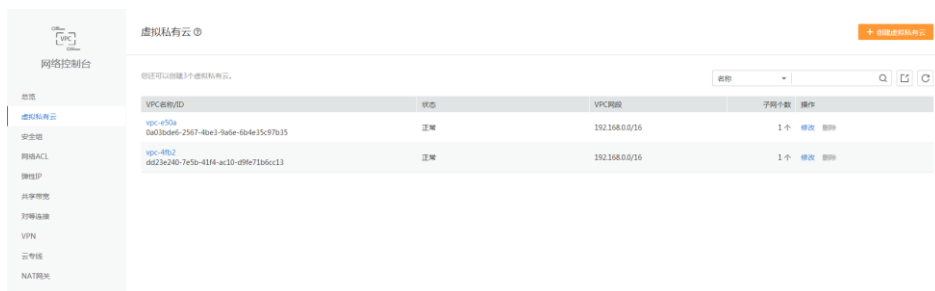 VPC
网络控制台
总览
虚拟私有云
安全组
网络ACL
弹性IP
共享带宽
对等连接
VPN
云专线
NAT网关
虚拟私有云
+ 创建虚拟私有云
您还可以创建3个虚拟私有云。
名称
VPC名称/ID 状态 VPC网段 子网个数 操作
vpc-e50a
0a03bde6-2567-4be3-9a6e-6b4e35c97b35 正常 192.168.0.0/16 1 个 修改 删除
vpc-4fb2
dd23e240-7e5b-41f4-ac10-d9fe71b6cc13 正常 192.168.0.0/16 1 个 修改 删除